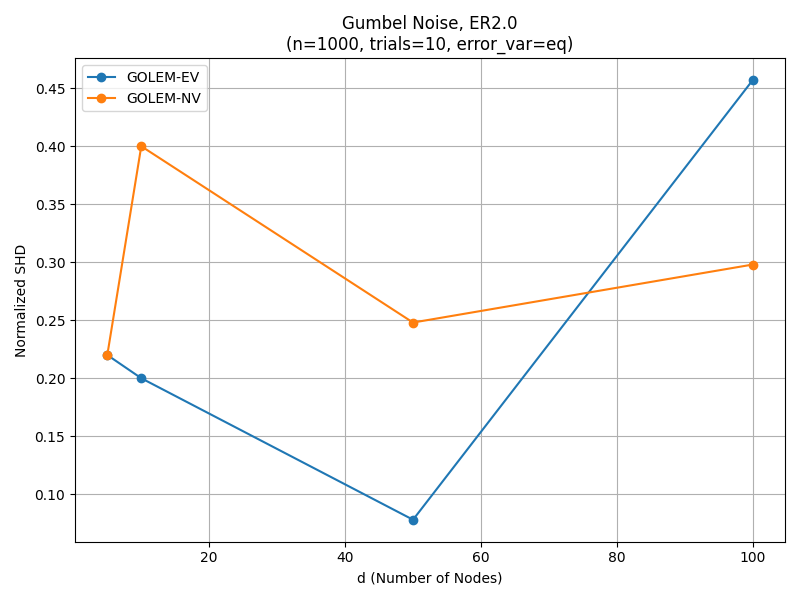 Gumbel Noise, ER2.0
(n=1000, trials=10, error_var=eq)
GOLEM-EV
GOLEM-NV
Normalized SHD
0.45
0.40
0.35
0.30
0.25
0.20
0.15
0.10
20 40 60 80 100
d (Number of Nodes)